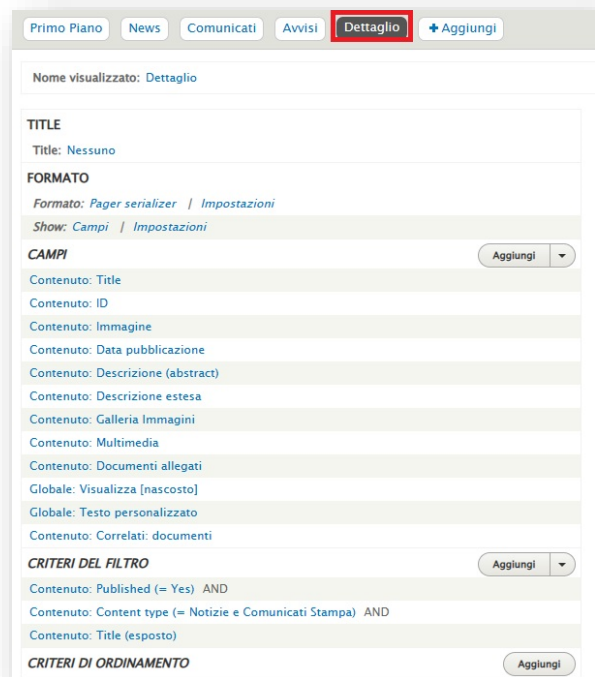 Primo Piano News Comunicati Avvisi Dettaglio +Aggiungi
Nome visualizzato: Dettaglio
TITLE
Title: Nessuno
FORMATO
Formato: Pager serializer | Impostazioni
Show: Campi | Impostazioni
CAMPI Aggiungi
Contenuto: Title
Contenuto: ID
Contenuto: Immagine
Contenuto: Data pubblicazione
Contenuto: Descrizione (abstract)
Contenuto: Descrizione estesa
Contenuto: Galleria Immagini
Contenuto: Multimedia
Contenuto: Documenti allegati
Globale: Visualizza [nascosto]
Globale: Testo personalizzato
Contenuto: Correlati: documenti
CRITERI DEL FILTRO Aggiungi
Contenuto: Published (= Yes) AND
Contenuto: Content type (= Notizie e Comunicati Stampa) AND
Contenuto: Title (esposto)
CRITERI DI ORDINAMENTO Aggiungi